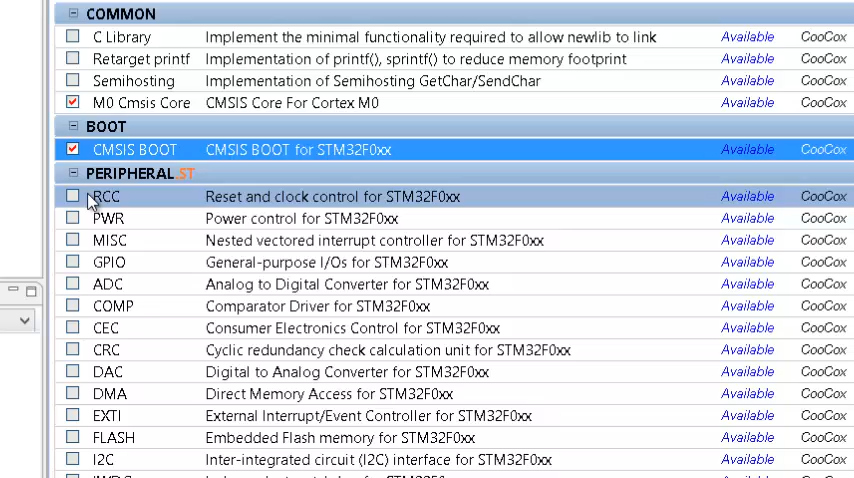 COMMON
C Library Implement the minimal functionality required to allow newlib to link Available CooCox
Retarget printf Implementation of printf(), sprintf() to reduce memory footprint Available CooCox
Semihosting Implementation of Semihosting GetChar/SendChar Available CooCox
M0 Cmsis Core CMSIS Core For Cortex M0 Available CooCox
BOOT
CMSIS BOOT CMSIS BOOT for STM32F0xx Available CooCox
PERIPHERAL.ST
RCC Reset and clock control for STM32F0xx Available CooCox
PWR Power control for STM32F0xx Available CooCox
MISC Nested vectored interrupt controller for STM32F0xx Available CooCox
GPIO General-purpose I/Os for STM32F0xx Available CooCox
ADC Analog to Digital Converter for STM32F0xx Available CooCox
COMP Comparator Driver for STM32F0xx Available CooCox
CEC Consumer Electronics Control for STM32F0xx Available CooCox
CRC Cyclic redundancy check calculation unit for STM32F0xx Available CooCox
DAC Digital to Analog Converter for STM32F0xx Available CooCox
DMA Direct Memory Access for STM32F0xx Available CooCox
EXTI External Interrupt/Event Controller for STM32F0xx Available CooCox
FLASH Embedded Flash memory for STM32F0xx Available CooCox
I2C Inter-integrated circuit (I2C) interface for STM32F0xx Available CooCox